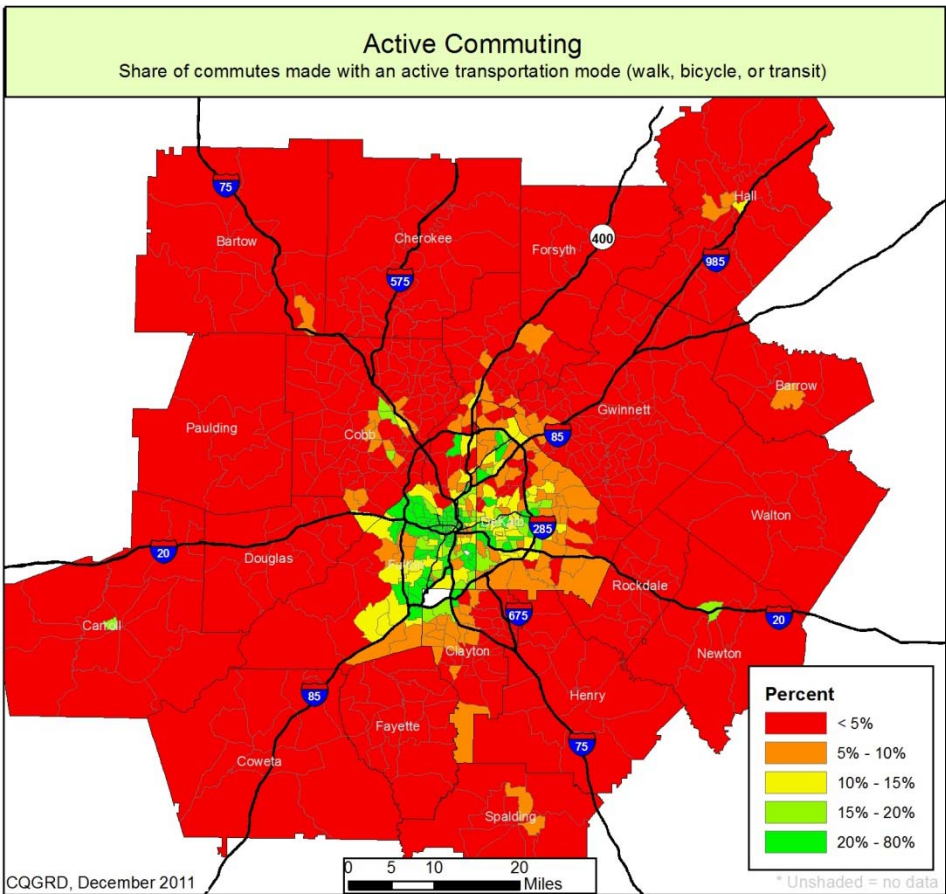 Active Commuting
Share of commutes made with an active transportation mode (walk, bicycle, or transit)
75
Hall
Bartow
Cherokee
Forsyth
400
985
575
Barrow
Gwinnett
Paulding
Cobb
85
Walton
DeKalb
285
20
Douglas
Fulton
Rockdale
Carroll
675
20
Newton
Clayton
85
Henry
Fayette
75
Coweta
Spalding
Percent
< 5%
5% - 10%
10% - 15%
15% - 20%
20% - 80%
0 5 10 20
Miles
CQGRD, December 2011
* Unshaded = no data